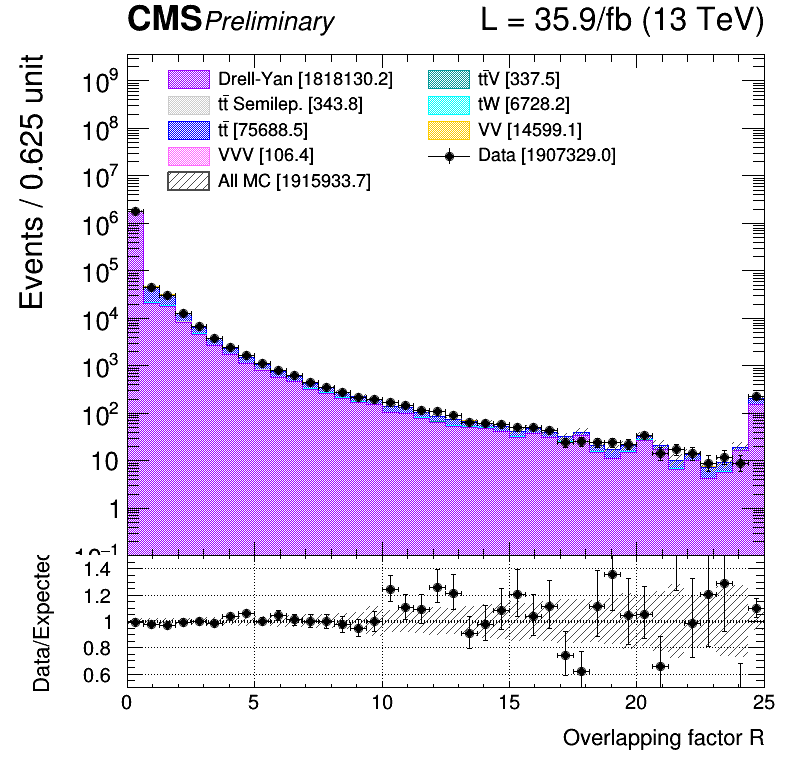 CMS Preliminary L = 35.9/fb (13 TeV)
Events / 0.625 unit
Drell-Yan [1818130.2]
tt̄ Semilep. [343.8]
tt̄ [75688.5]
VVV [106.4]
All MC [1915933.7]
tt̄V [337.5]
tW [6728.2]
VV [14599.1]
Data [1907329.0]
10⁹
10⁸
10⁷
10⁶
10⁵
10⁴
10³
10²
10
1
10⁻¹
Data/Expected
1.4
1.2
1
0.8
0.6
0 5 10 15 20 25
Overlapping factor R